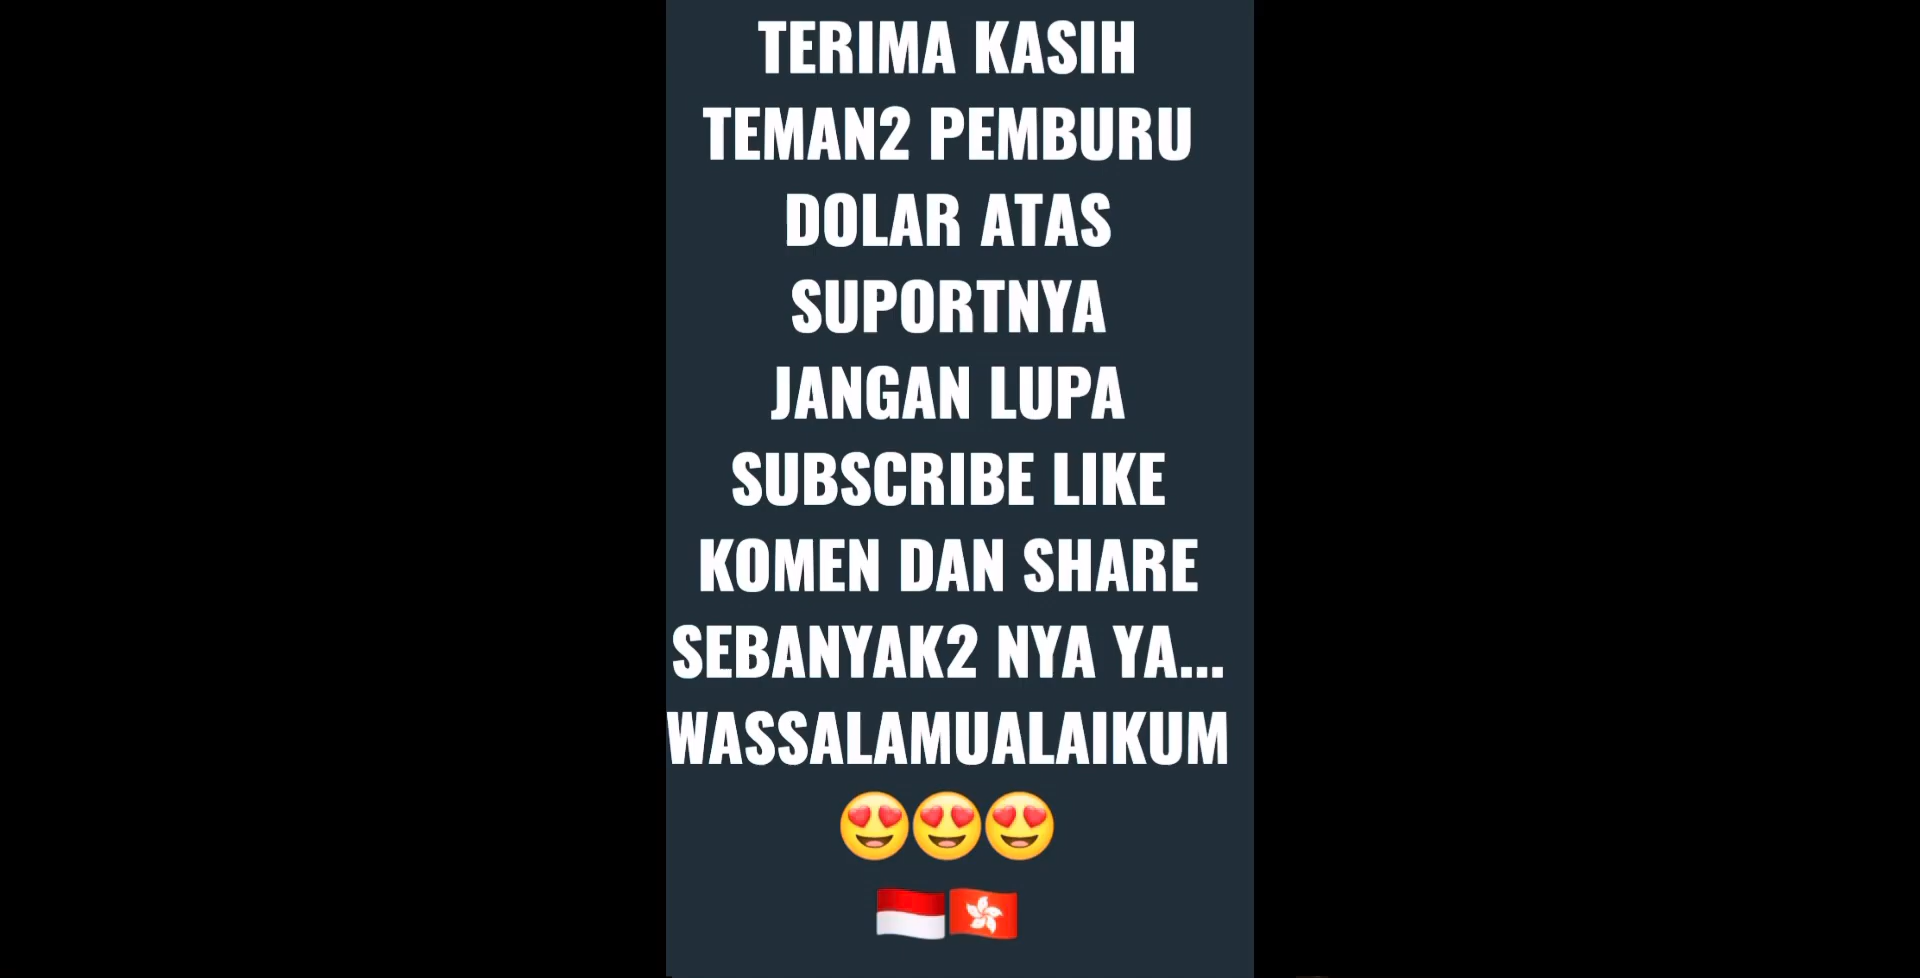 TERIMA KASIH
TEMAN2 PEMBURU
DOLAR ATAS
SUPORTNYA
JANGAN LUPA
SUBSCRIBE LIKE
KOMEN DAN SHARE
SEBANYAK2 NYA YA...
WASSALAMUALAIKUM
😍😍😍
🇮🇩🇭🇰